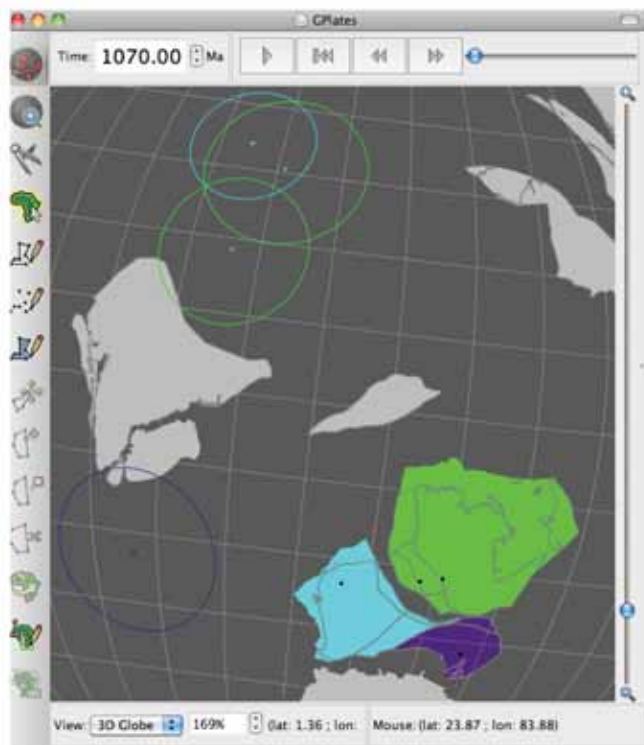 GPlates
Time: 1070.00 Ma
View: 3D Globe 169% (lat: 1.36 ; lon: Mouse: (lat: 23.87 ; lon: 83.88)